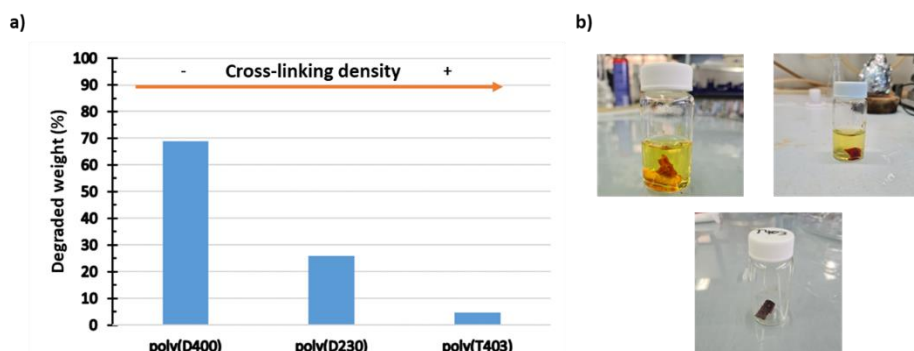 a)
b)
- Cross-linking density +
Degraded weight (%)
100
90
80
70
60
50
40
30
20
10
0
poly(D400) poly(D230) poly(T403)